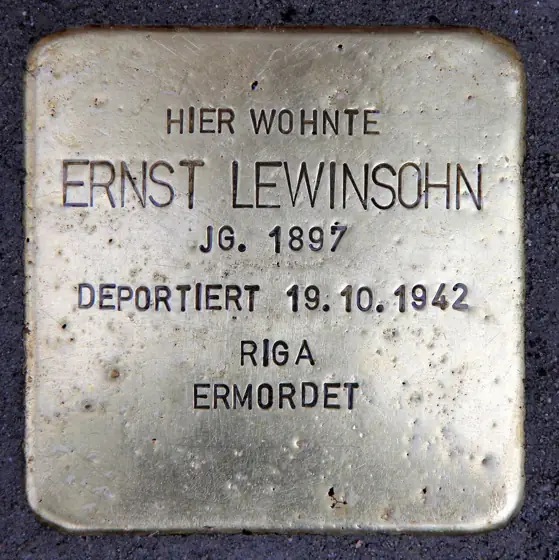 HIER WOHNTE
ERNST LEWINSOHN
JG. 1897
DEPORTIERT 19.10.1942
RIGA
ERMORDET